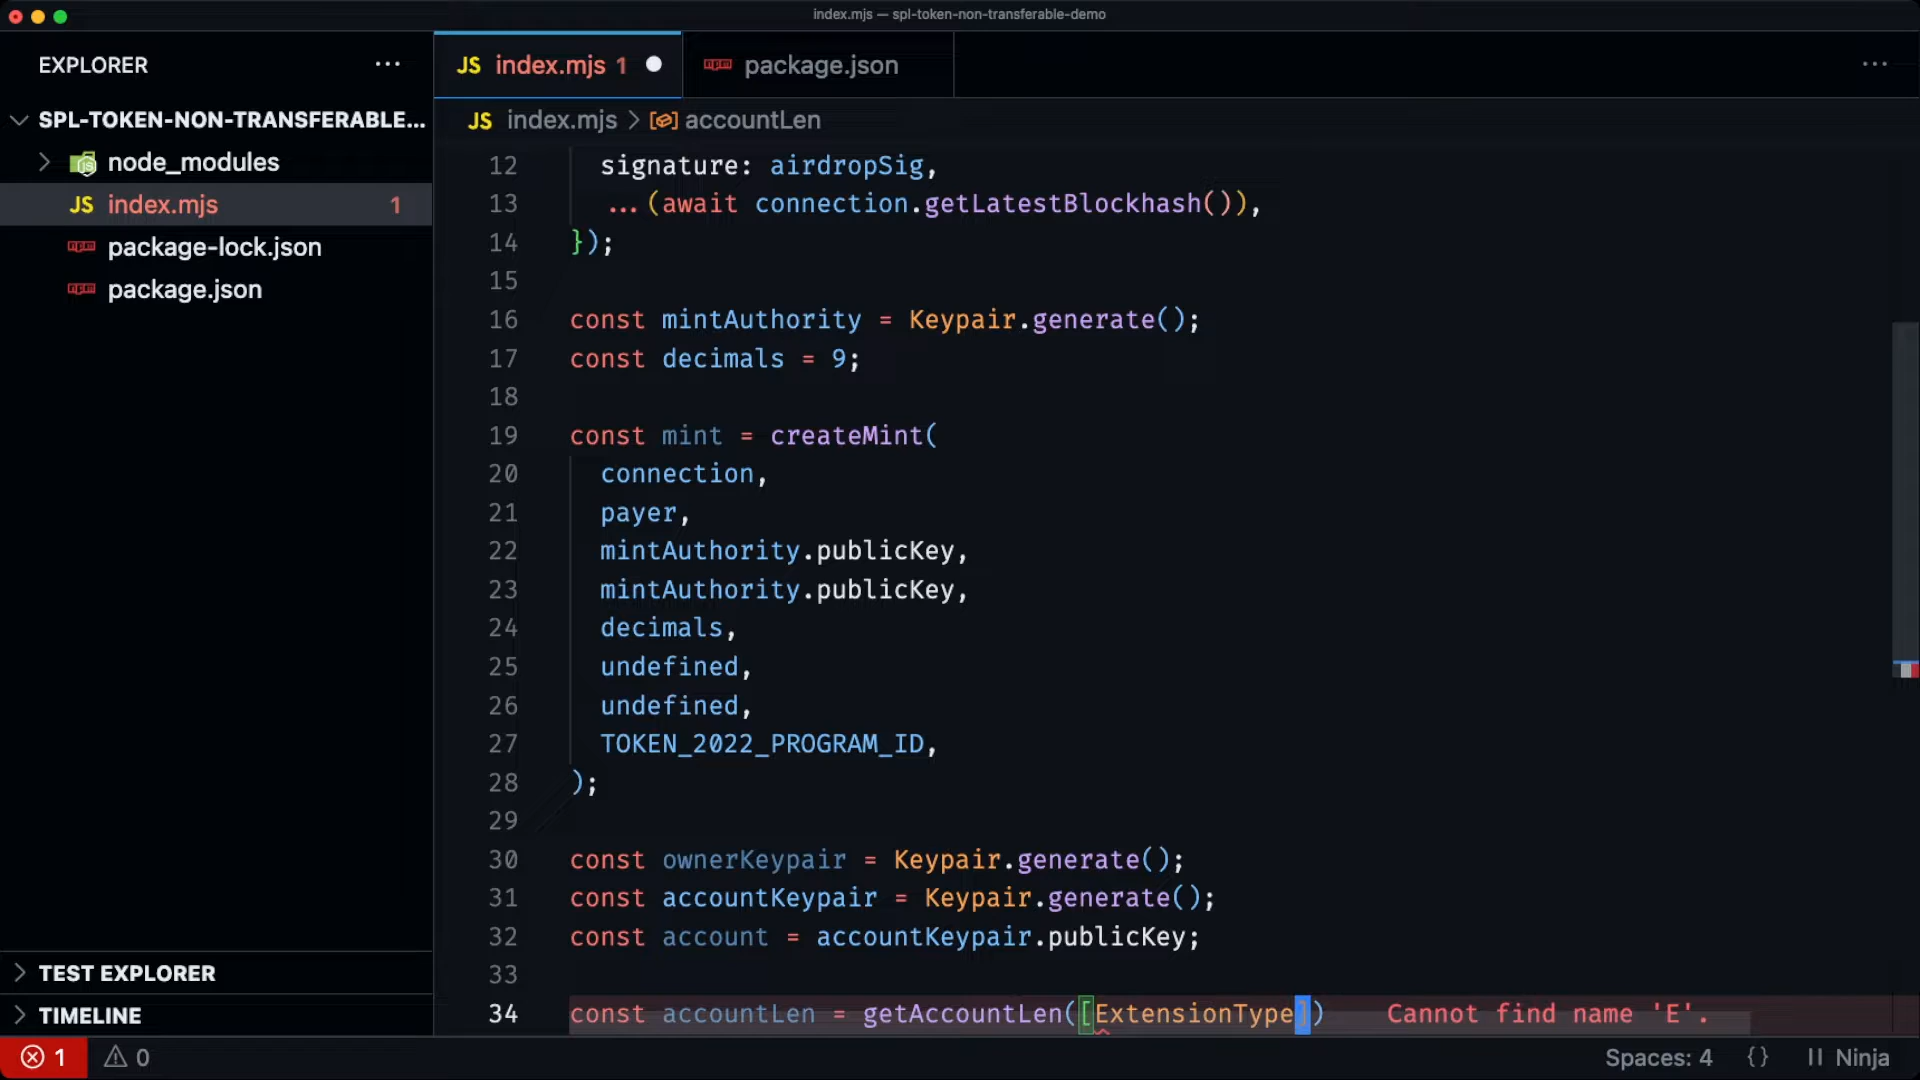 index.mjs — spl-token-non-transferable-demo
EXPLORER
JS index.mjs 1
package.json
SPL-TOKEN-NON-TRANSFERABLE...
JS index.mjs > accountLen
node_modules
JS index.mjs 1
package-lock.json
package.json
12 signature: airdropSig,
13 ...(await connection.getLatestBlockhash()),
14 });
15
16 const mintAuthority = Keypair.generate();
17 const decimals = 9;
18
19 const mint = createMint(
20 connection,
21 payer,
22 mintAuthority.publicKey,
23 mintAuthority.publicKey,
24 decimals,
25 undefined,
26 undefined,
27 TOKEN_2022_PROGRAM_ID,
28 );
29
30 const ownerKeypair = Keypair.generate();
31 const accountKeypair = Keypair.generate();
32 const account = accountKeypair.publicKey;
33
34 const accountLen = getAccountLen([ExtensionType]) Cannot find name 'E'.
TEST EXPLORER
TIMELINE
1 0
Spaces: 4 {} Ninja